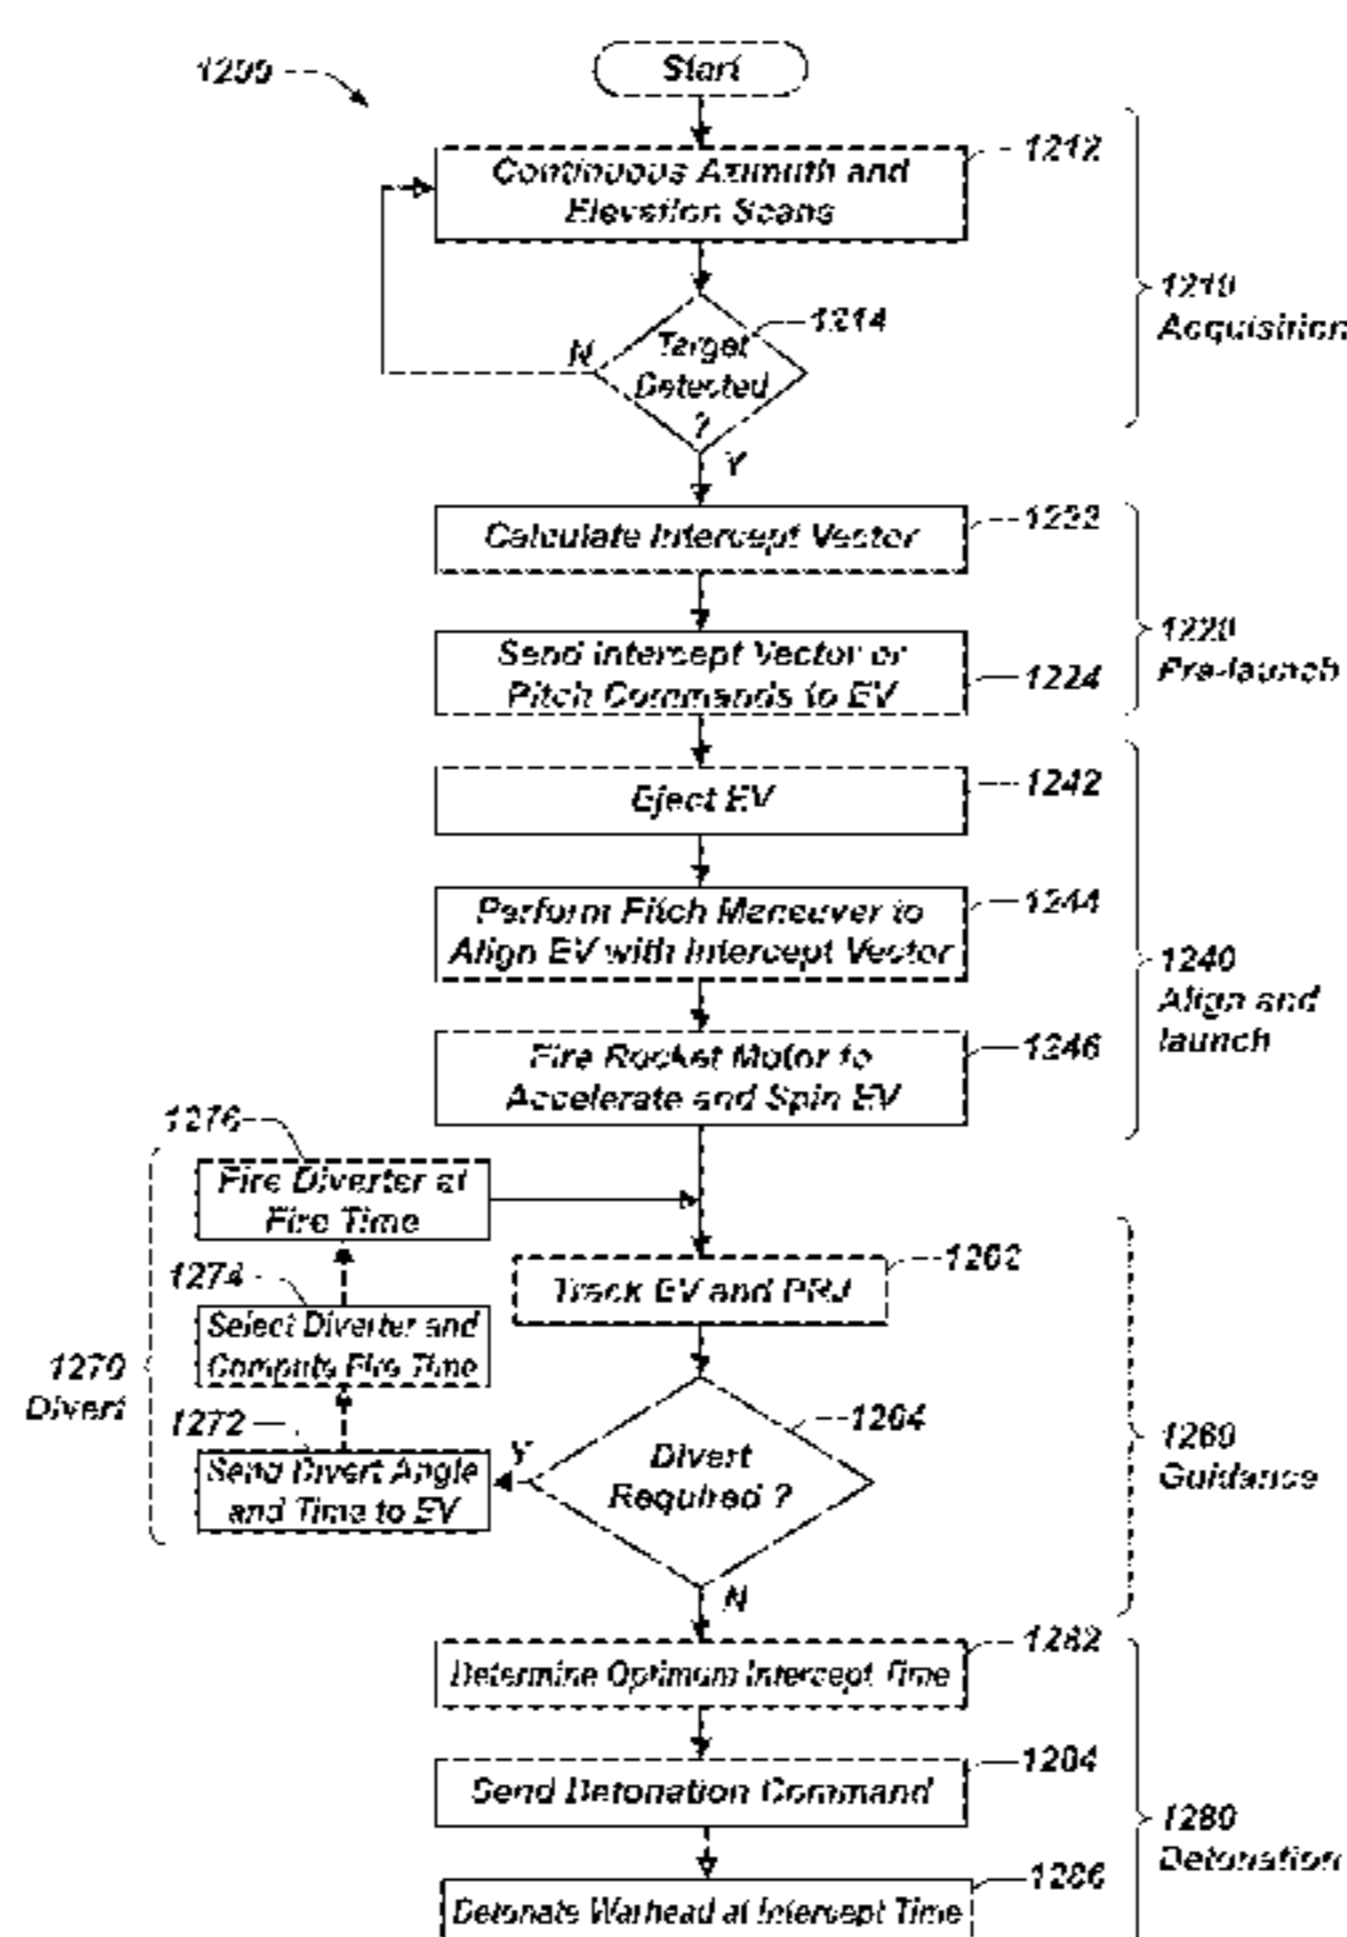 1200
Start
Continuous Azimuth and
Elevation Scans
1212
1210
Acquisition
Target
Detected
?
1214
N
Y
Calculate Intercept Vector
1222
Send Intercept Vector or
Pitch Commands to EV
1224
1220
Pre-launch
Eject EV
1242
Perform Pitch Maneuver to
Align EV with Intercept Vector
1244
1240
Align and
launch
Fire Rocket Motor to
Accelerate and Spin EV
1246
1276
Fire Diverter at
Fire Time
Track EV and PRJ
1262
1274
Select Diverter and
Compute Fire Time
1270
Divert
1272
Send Divert Angle
and Time to EV
Y
Divert
Required ?
1264
1260
Guidance
N
Determine Optimum Intercept Time
1282
Send Detonation Command
1284
1280
Detonation
Detonate Warhead at Intercept Time
1286